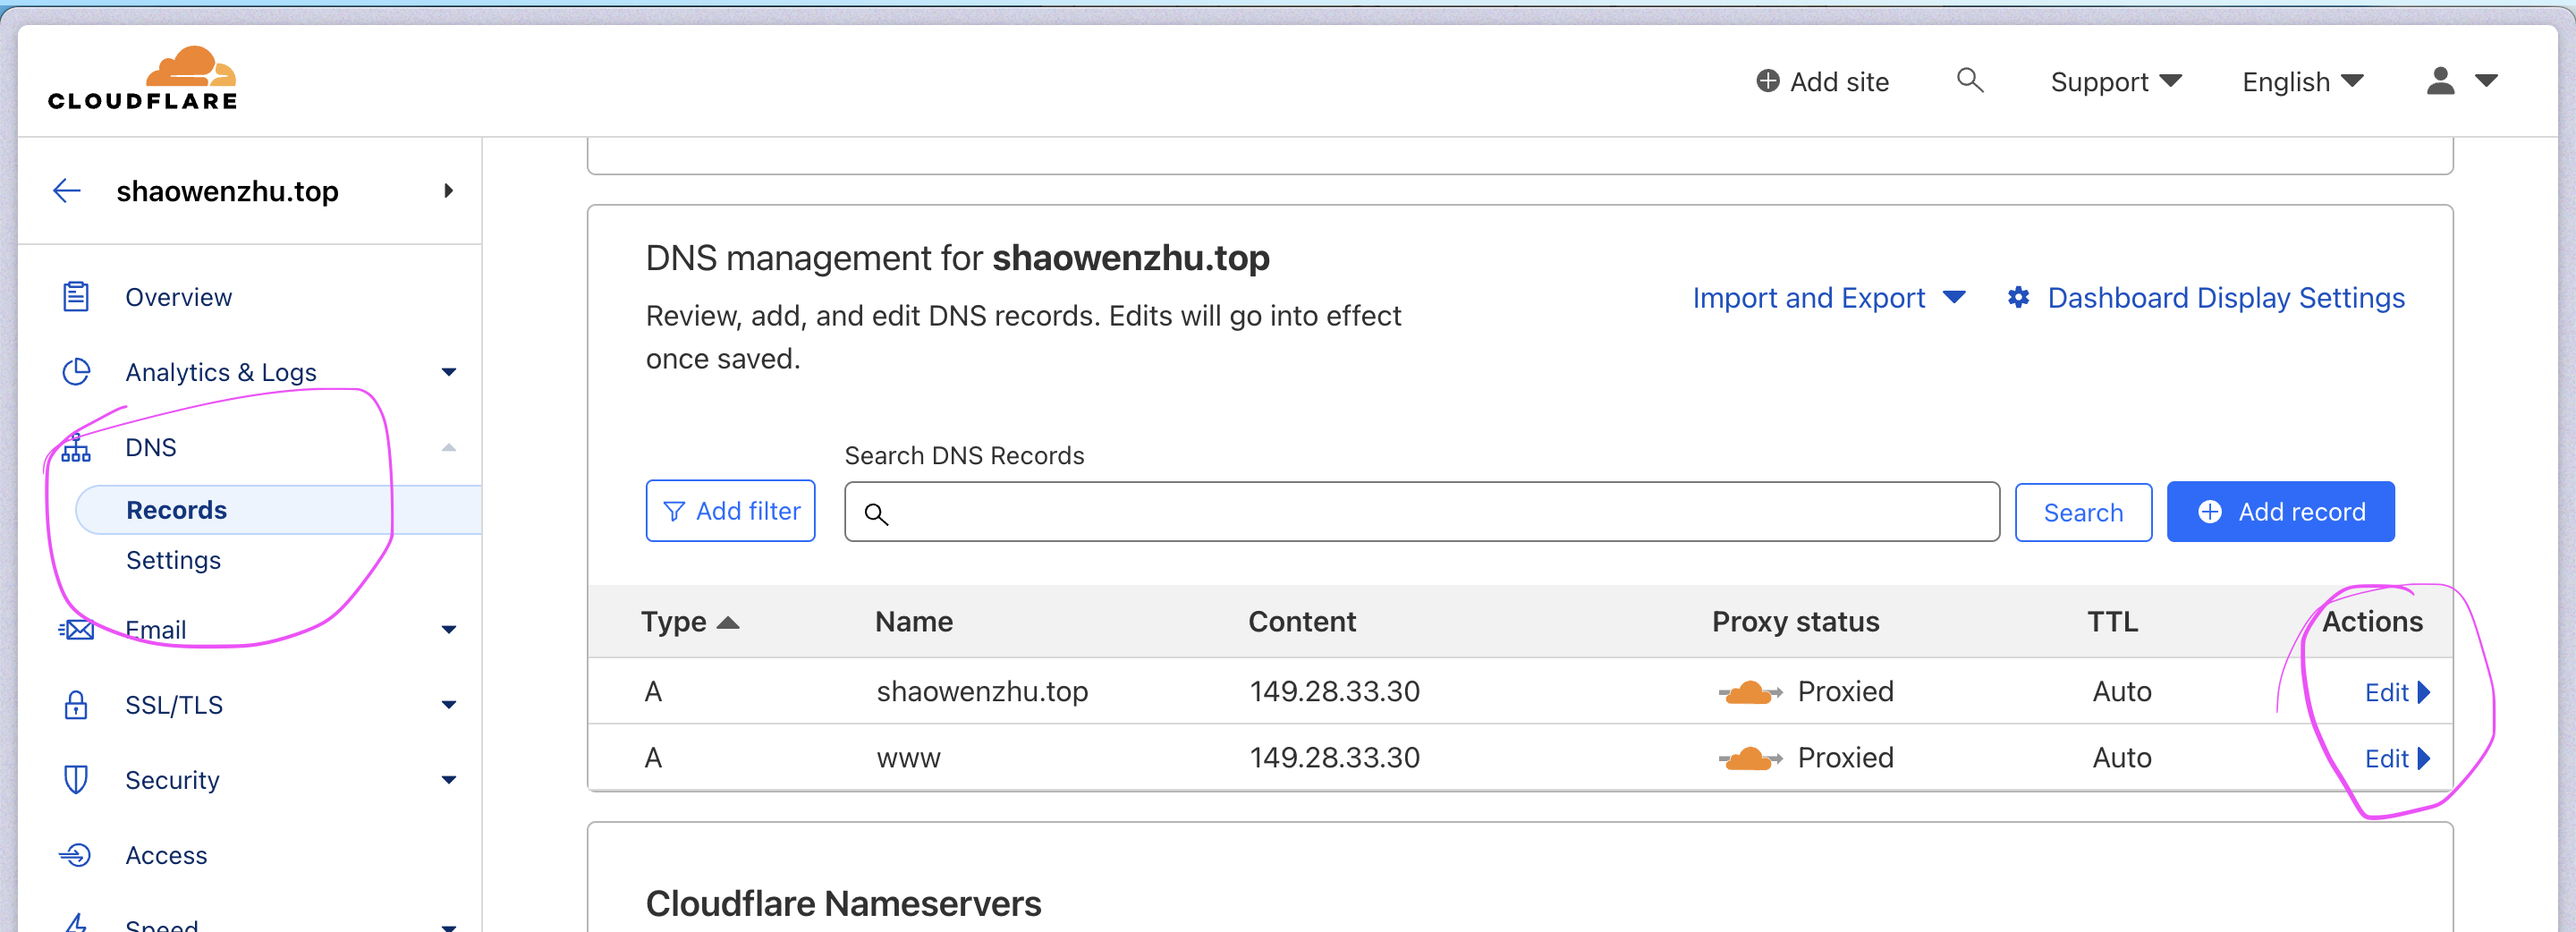 CLOUDFLARE
Add site
Support
English
shaowenzhu.top
Overview
Analytics & Logs
DNS
Records
Settings
Email
SSL/TLS
Security
Access
Speed
DNS management for shaowenzhu.top
Review, add, and edit DNS records. Edits will go into effect
once saved.
Import and Export
Dashboard Display Settings
Search DNS Records
Add filter
Search
Add record
Type Name Content Proxy status TTL Actions
A shaowenzhu.top 149.28.33.30 Proxied Auto Edit
A www 149.28.33.30 Proxied Auto Edit
Cloudflare Nameservers